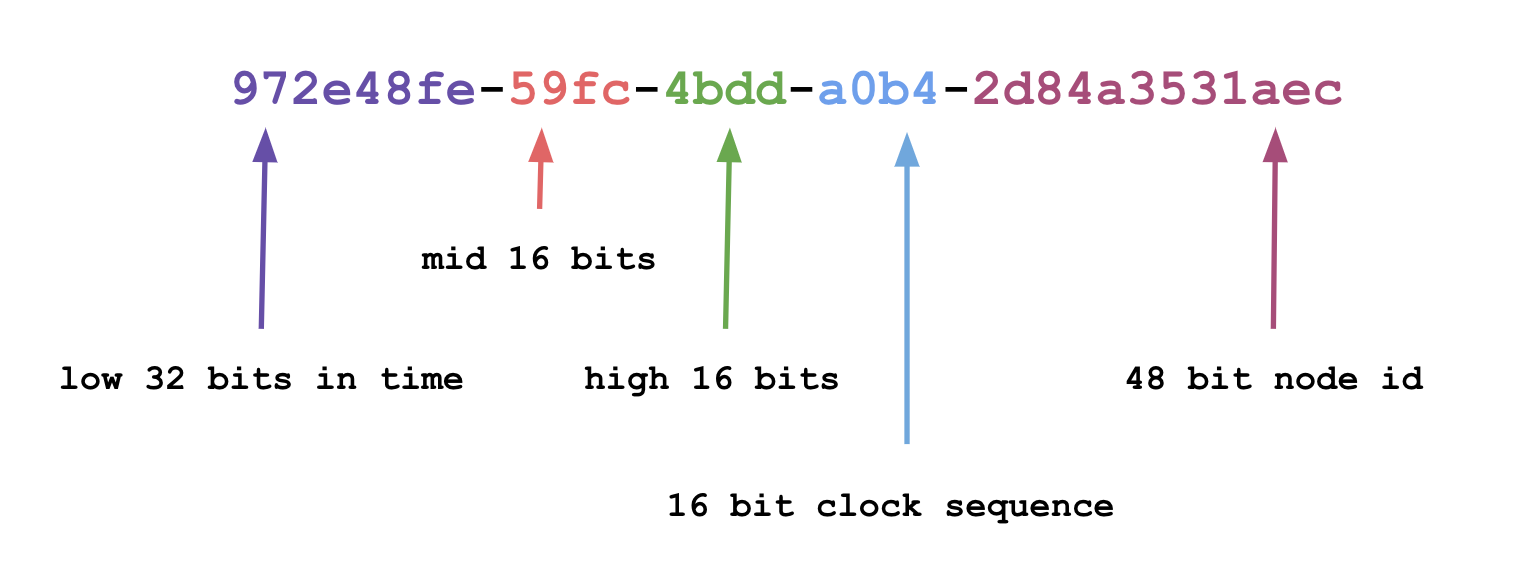 972e48fe-59fc-4bdd-a0b4-2d84a3531aec
mid 16 bits
low 32 bits in time
high 16 bits
48 bit node id
16 bit clock sequence